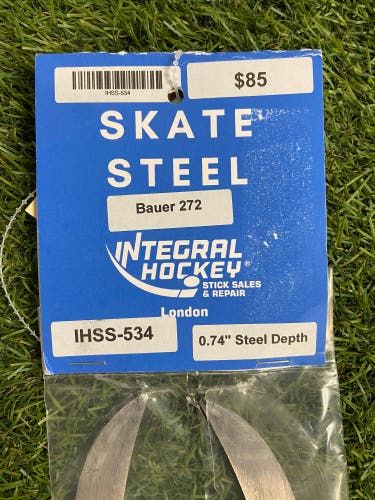 IHSS-534
$85
SKATE
STEEL
Bauer 272
INTEGRAL
HOCKEY®
STICK SALES
& REPAIR
London
IHSS-534
0.74" Steel Depth